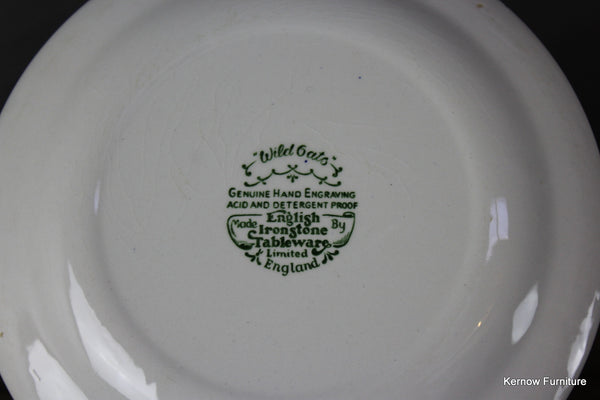 "Wild Oats"
GENUINE HAND ENGRAVING
ACID AND DETERGENT PROOF
Made English By
Ironstone
Tableware
Limited
England
Kernow Furniture